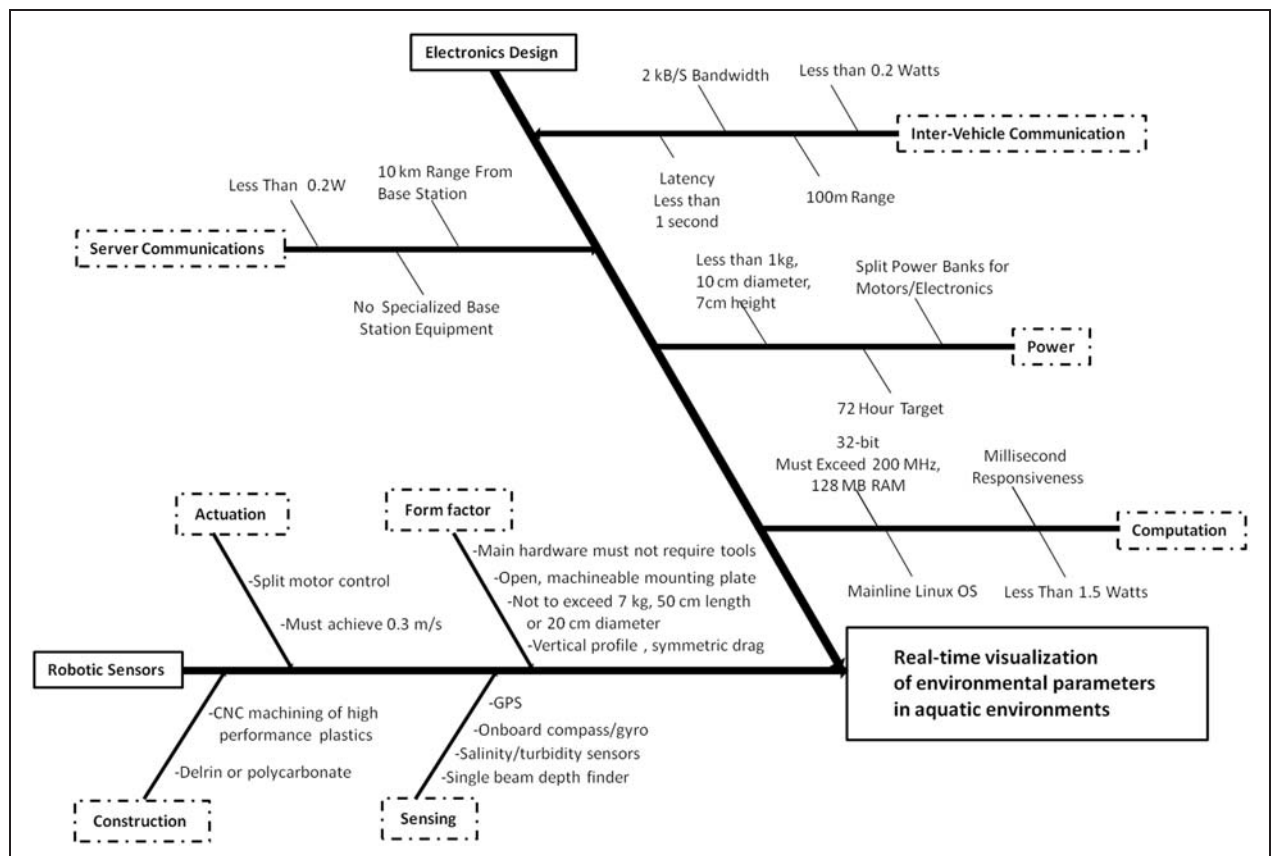 Electronics Design
2 kB/S Bandwidth
Less than 0.2 Watts
Inter-Vehicle Communication
Latency
Less than
1 second
100m Range
Less Than 0.2W
10 km Range From
Base Station
Server Communications
No Specialized Base
Station Equipment
Less than 1kg,
10 cm diameter,
7cm height
Split Power Banks for
Motors/Electronics
Power
72 Hour Target
32-bit
Must Exceed 200 MHz,
128 MB RAM
Millisecond
Responsiveness
Computation
Mainline Linux OS
Less Than 1.5 Watts
Actuation
-Split motor control
-Must achieve 0.3 m/s
Form factor
-Main hardware must not require tools
-Open, machineable mounting plate
-Not to exceed 7 kg, 50 cm length
or 20 cm diameter
-Vertical profile , symmetric drag
Robotic Sensors
Real-time visualization
of environmental parameters
in aquatic environments
-CNC machining of high
performance plastics
-Delrin or polycarbonate
Construction
-GPS
-Onboard compass/gyro
-Salinity/turbidity sensors
-Single beam depth finder
Sensing